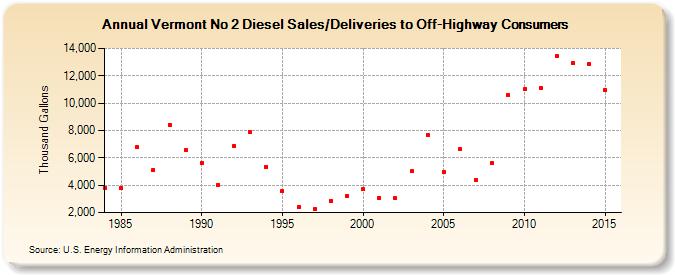 Annual Vermont No 2 Diesel Sales/Deliveries to Off-Highway Consumers
Thousand Gallons
14,000
12,000
10,000
8,000
6,000
4,000
2,000
1985 1990 1995 2000 2005 2010 2015
Source: U.S. Energy Information Administration